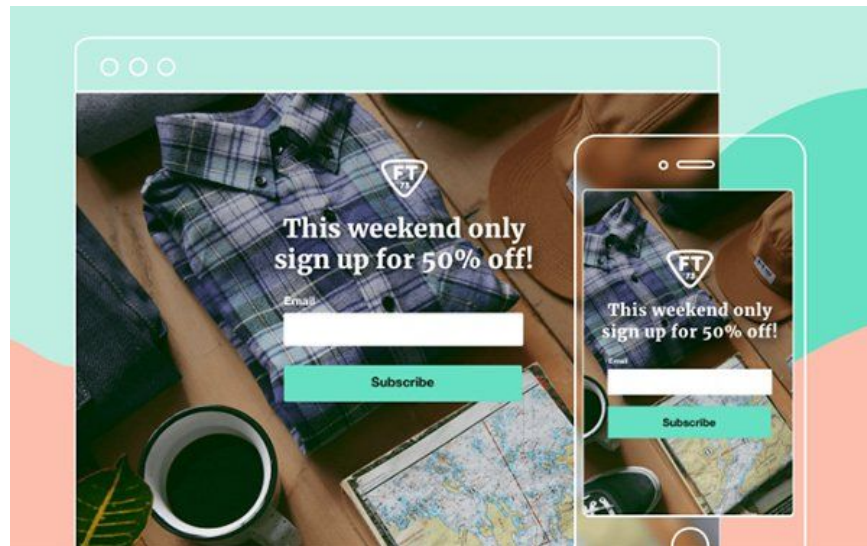 FT
'73
This weekend only
sign up for 50% off!
Email
Subscribe
FT
'73
This weekend only
sign up for 50% off!
Email
Subscribe